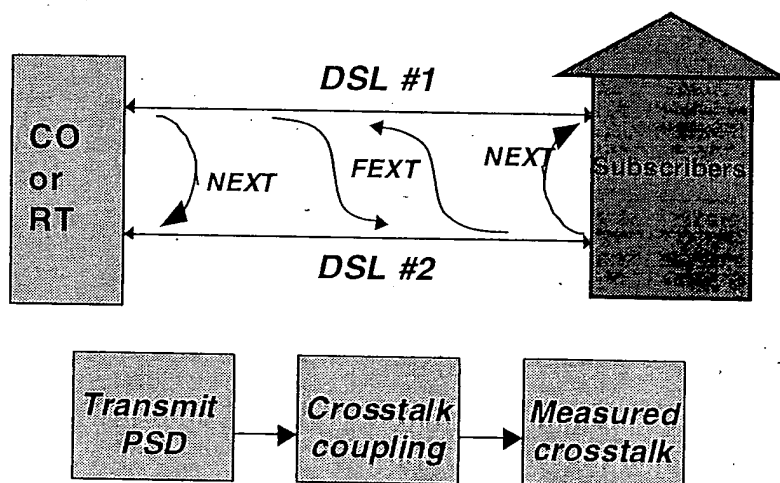 DSL #1
CO
or
RT
NEXT
FEXT
NEXT
Subscribers
DSL #2
Transmit
PSD
Crosstalk
coupling
Measured
crosstalk